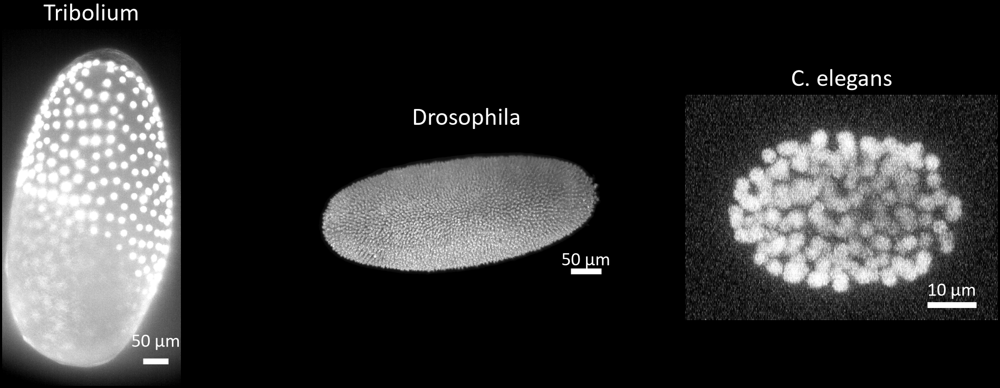 Tribolium
50 µm
Drosophila
50 µm
C. elegans
10 µm